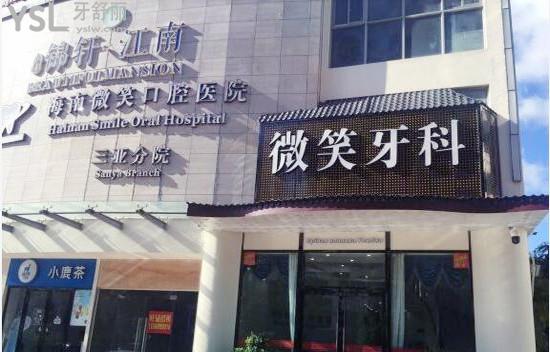 YSL 牙舒丽
yslw.com
锦轩·江南
海南微笑口腔医院
Hainan Smile Oral Hospital
三亚分院
Sanya Branch
微笑牙科
小鹿茶